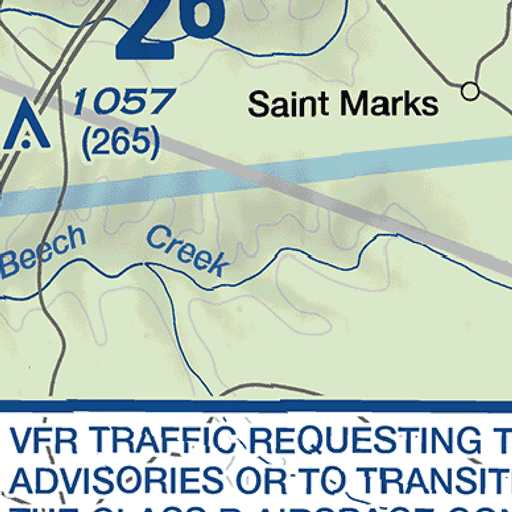 26
1057
(265)
Saint Marks
Beech Creek
VFR TRAFFIC REQUESTING
ADVISORIES OR TO TRANSIT